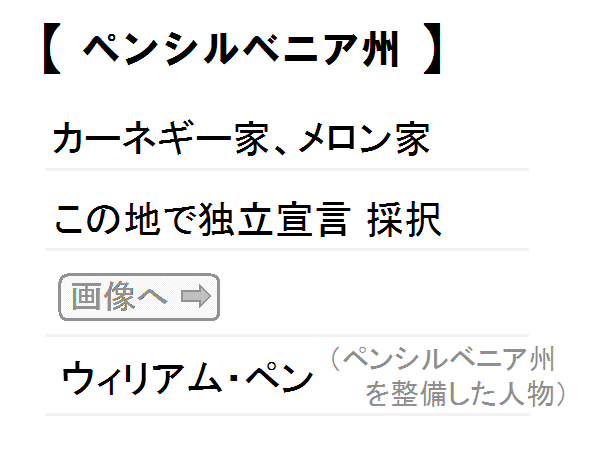 【 ペンシルベニア州 】
カーネギー家、メロン家
この地で独立宣言 採択
画像へ ⇨
ウィリアム・ペン
（ペンシルベニア州
を整備した人物）